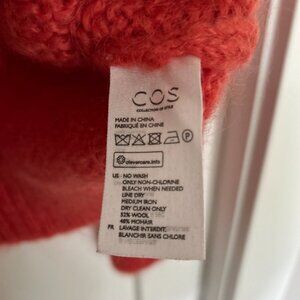 COS
COLLECTION OF STYLE
MADE IN CHINA
FABRIQUÉ EN CHINE
P
clevercare.info
US - NO WASH
ONLY NON-CHLORINE
BLEACH WHEN NEEDED
LINE DRY
MEDIUM IRON
DRY CLEAN ONLY
52% WOOL
48% MOHAIR
FR LAVAGE INTERDIT
BLANCHIR SANS CHLORE